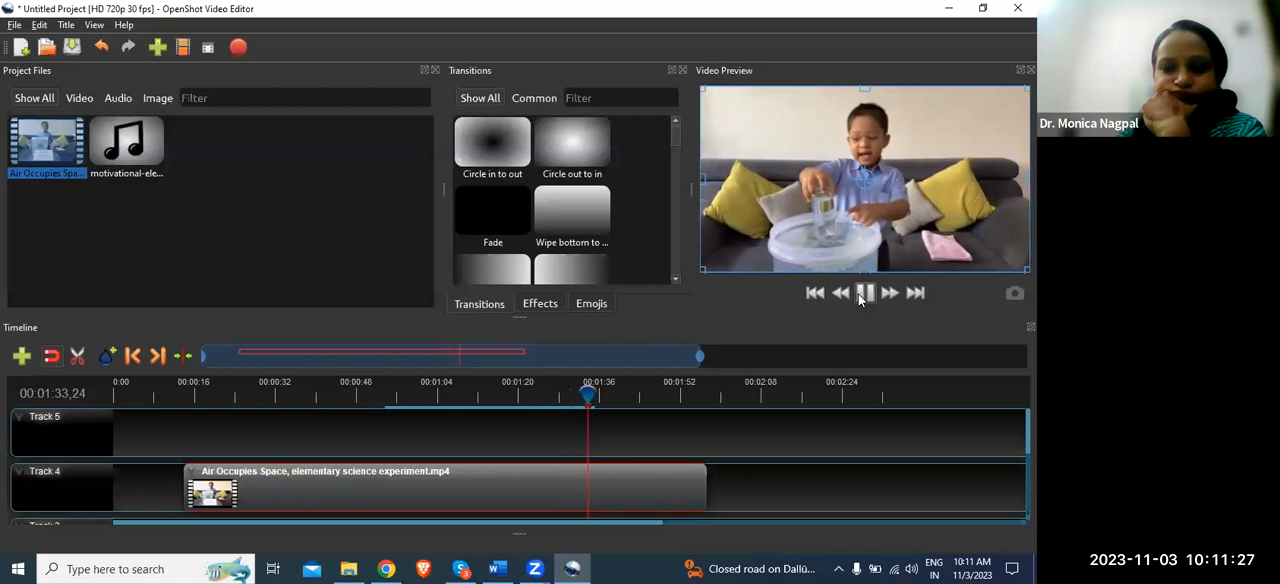 * Untitled Project [HD 720p 30 fps] - OpenShot Video Editor
File Edit Title View Help
Project Files
Transitions
Video Preview
Show All Video Audio Image Filter
Show All Common Filter
Dr. Monica Nagpal
Air Occupies Spa...
motivational-ele...
Circle in to out
Circle out to in
Fade
Wipe bottom to ...
Transitions Effects Emojis
Timeline
00:01:33,24
0:00 00:00:16 00:00:32 00:00:48 00:01:04 00:01:20 00:01:36 00:01:52 00:02:08 00:02:24
Track 5
Track 4
Air Occupies Space, elementary science experiment.mp4
Type here to search
Closed road on Dallū...
ENG
IN
10:11 AM
11/3/2023
2023-11-03 10:11:27